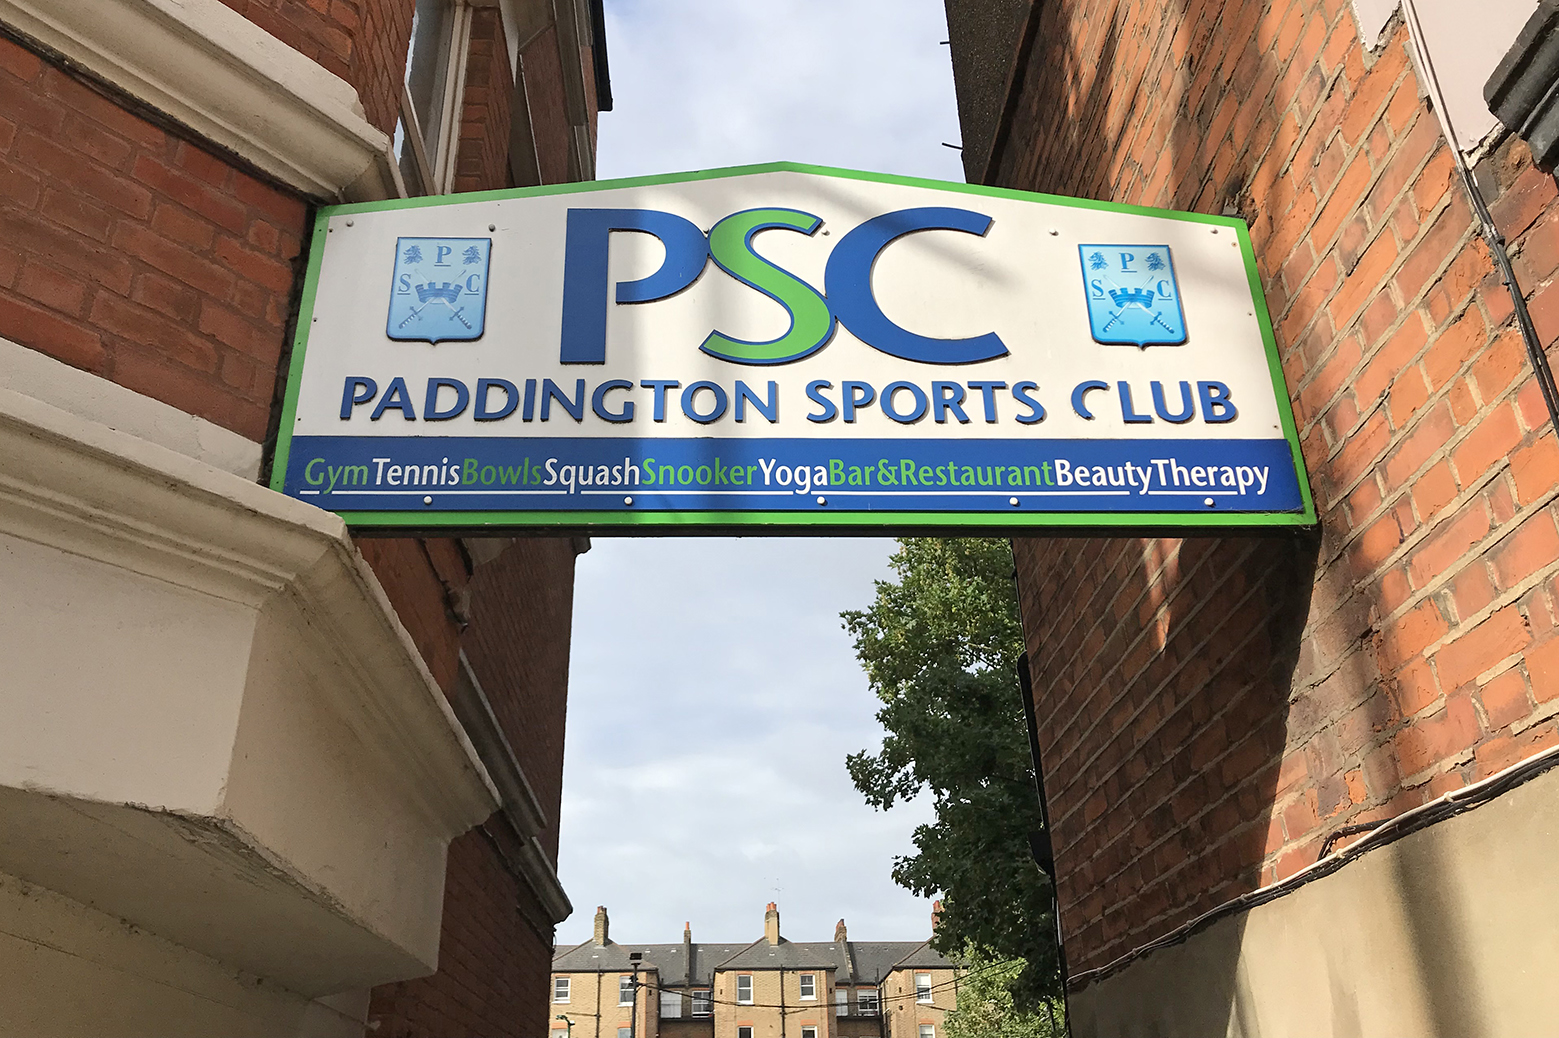 P
S C
PSC
P
S C
PADDINGTON SPORTS CLUB
GymTennisBowlsSquashSnookerYogaBar&RestaurantBeautyTherapy